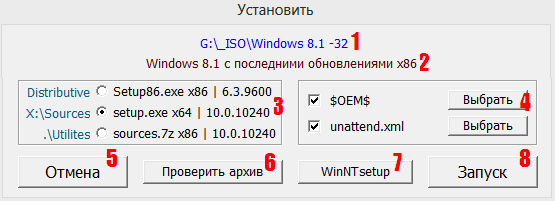 Установить
G:\_ISO\Windows 8.1 -32 1
Windows 8.1 с последними обновлениями x86 2
Distributive Setup86.exe x86 | 6.3.9600
X:\Sources setup.exe x64 | 10.0.10240 3
.\Utilites sources.7z x86 | 10.0.10240
$OEM$ Выбрать 4
unattend.xml Выбрать
Отмена 5
Проверить архив 6
WinNTsetup 7
Запуск 8